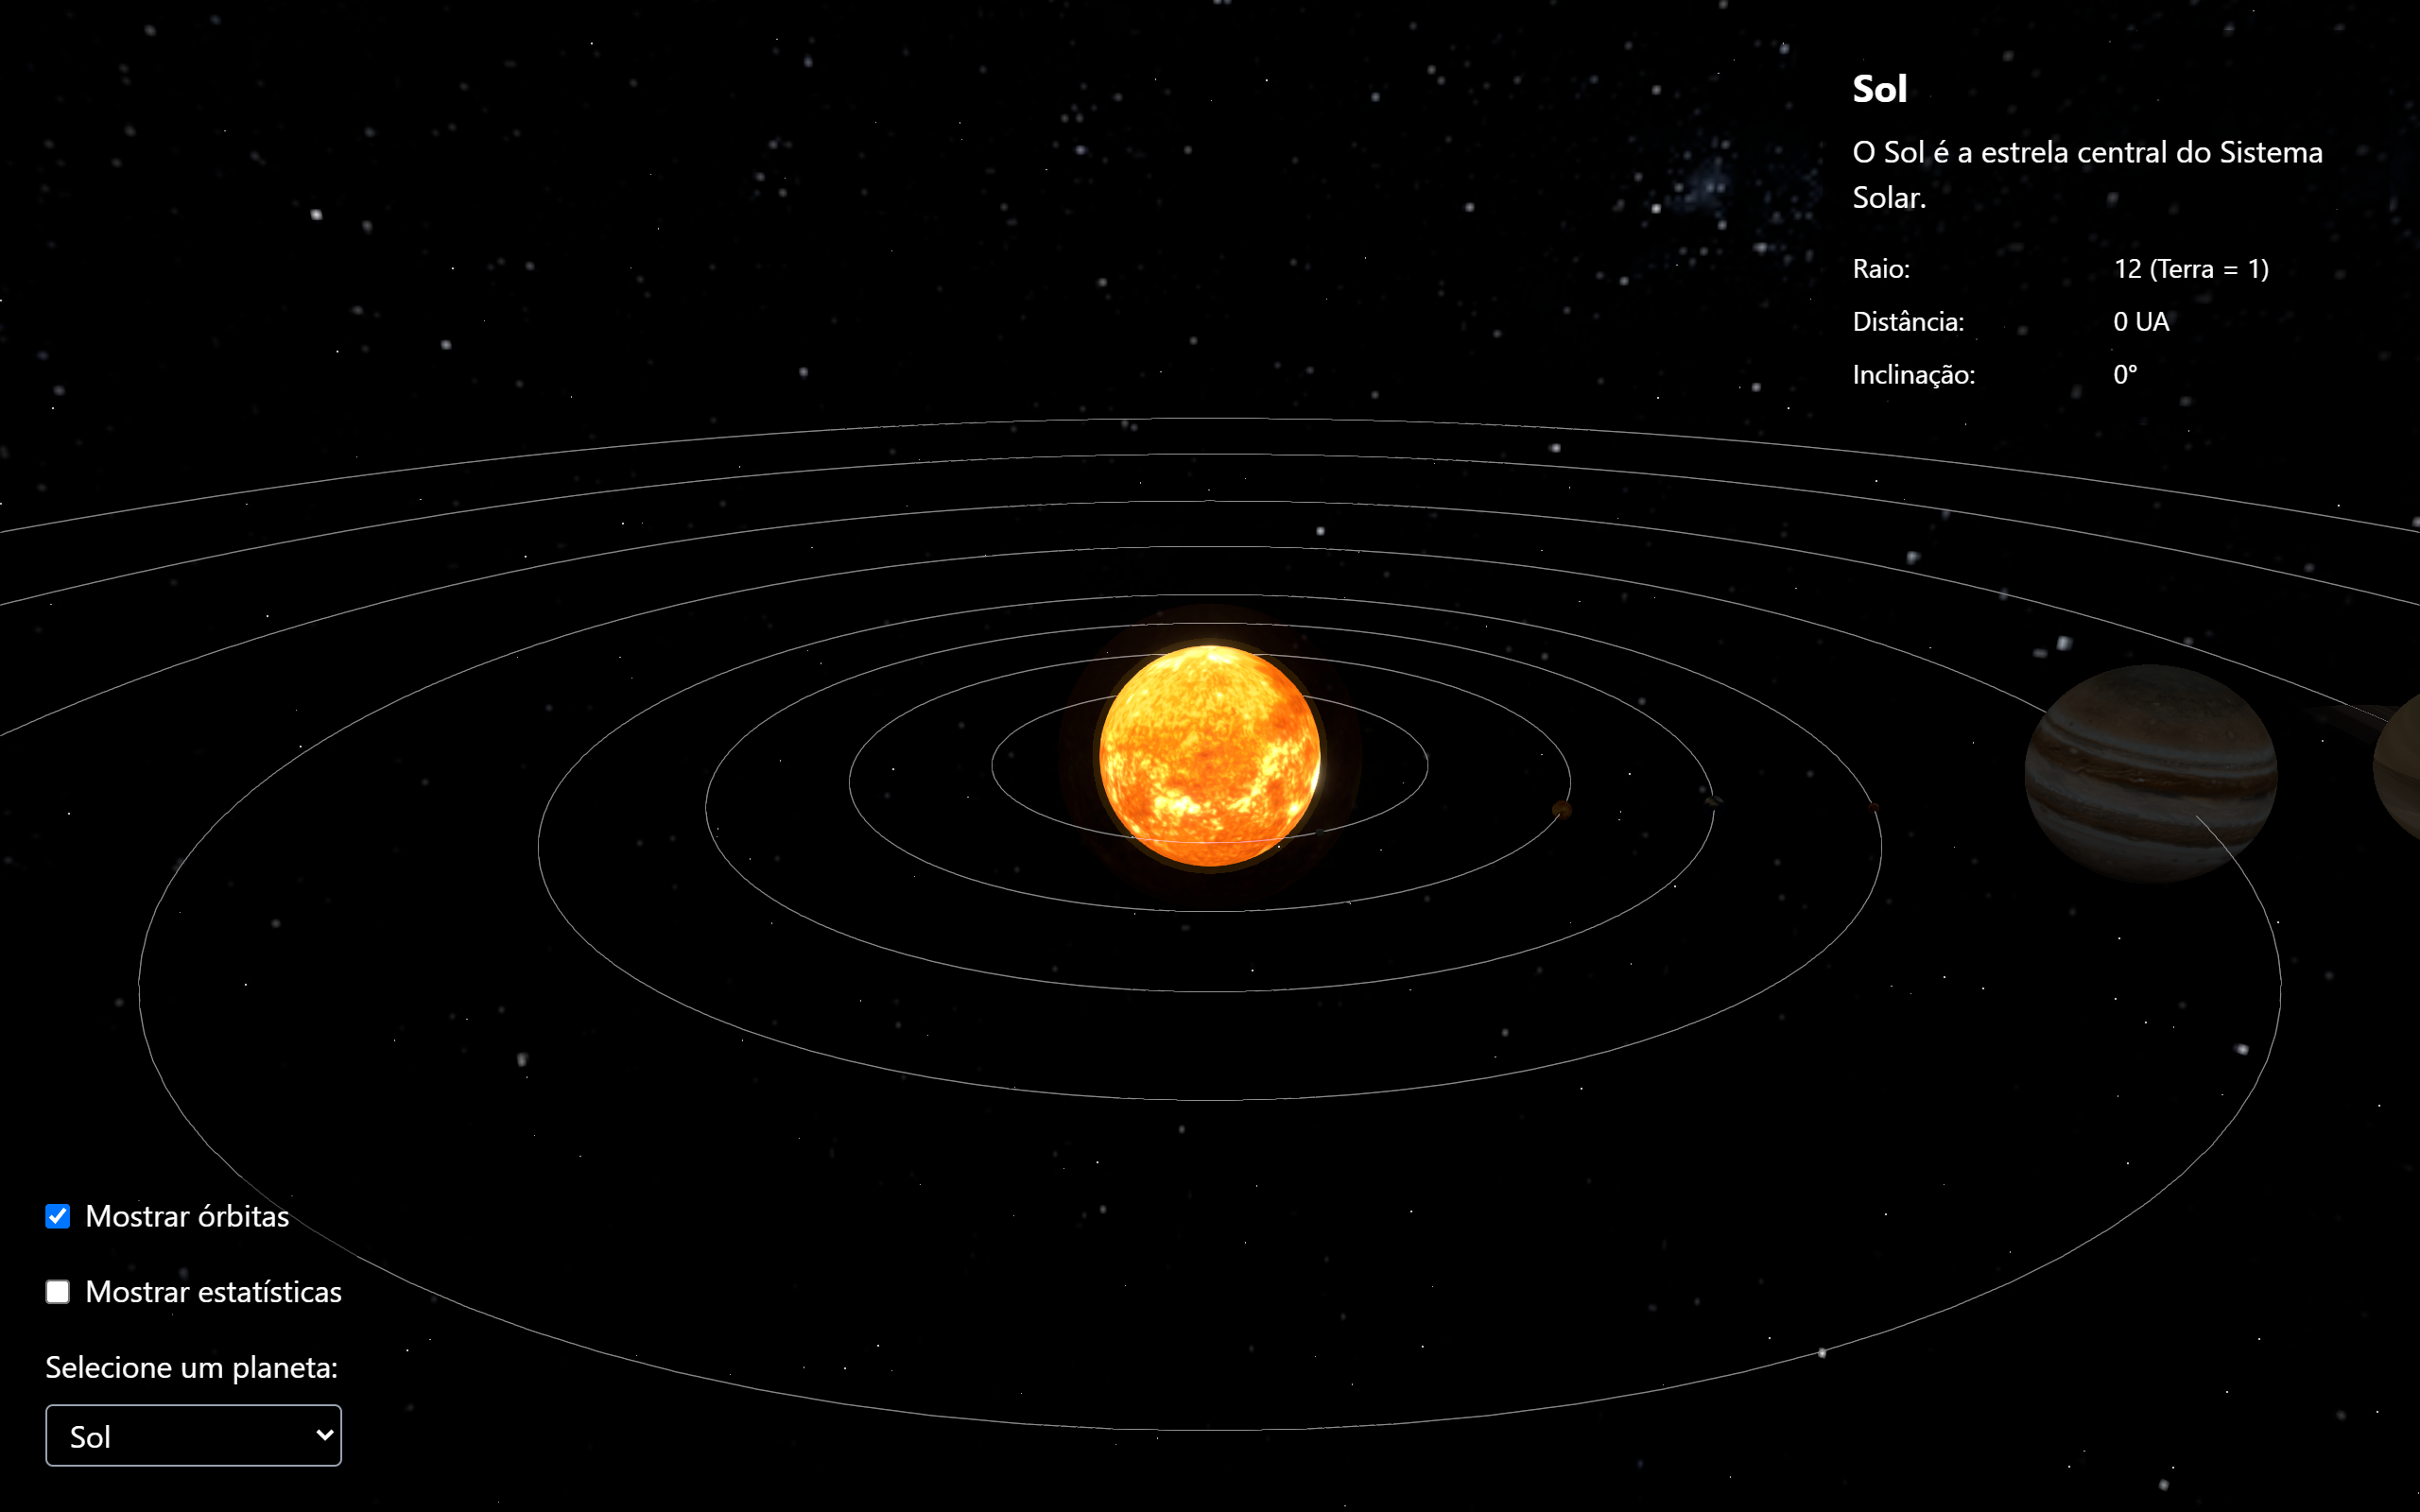 Sol
O Sol é a estrela central do Sistema
Solar.
Raio: 12 (Terra = 1)
Distância: 0 UA
Inclinação: 0°
Mostrar órbitas
Mostrar estatísticas
Selecione um planeta:
Sol